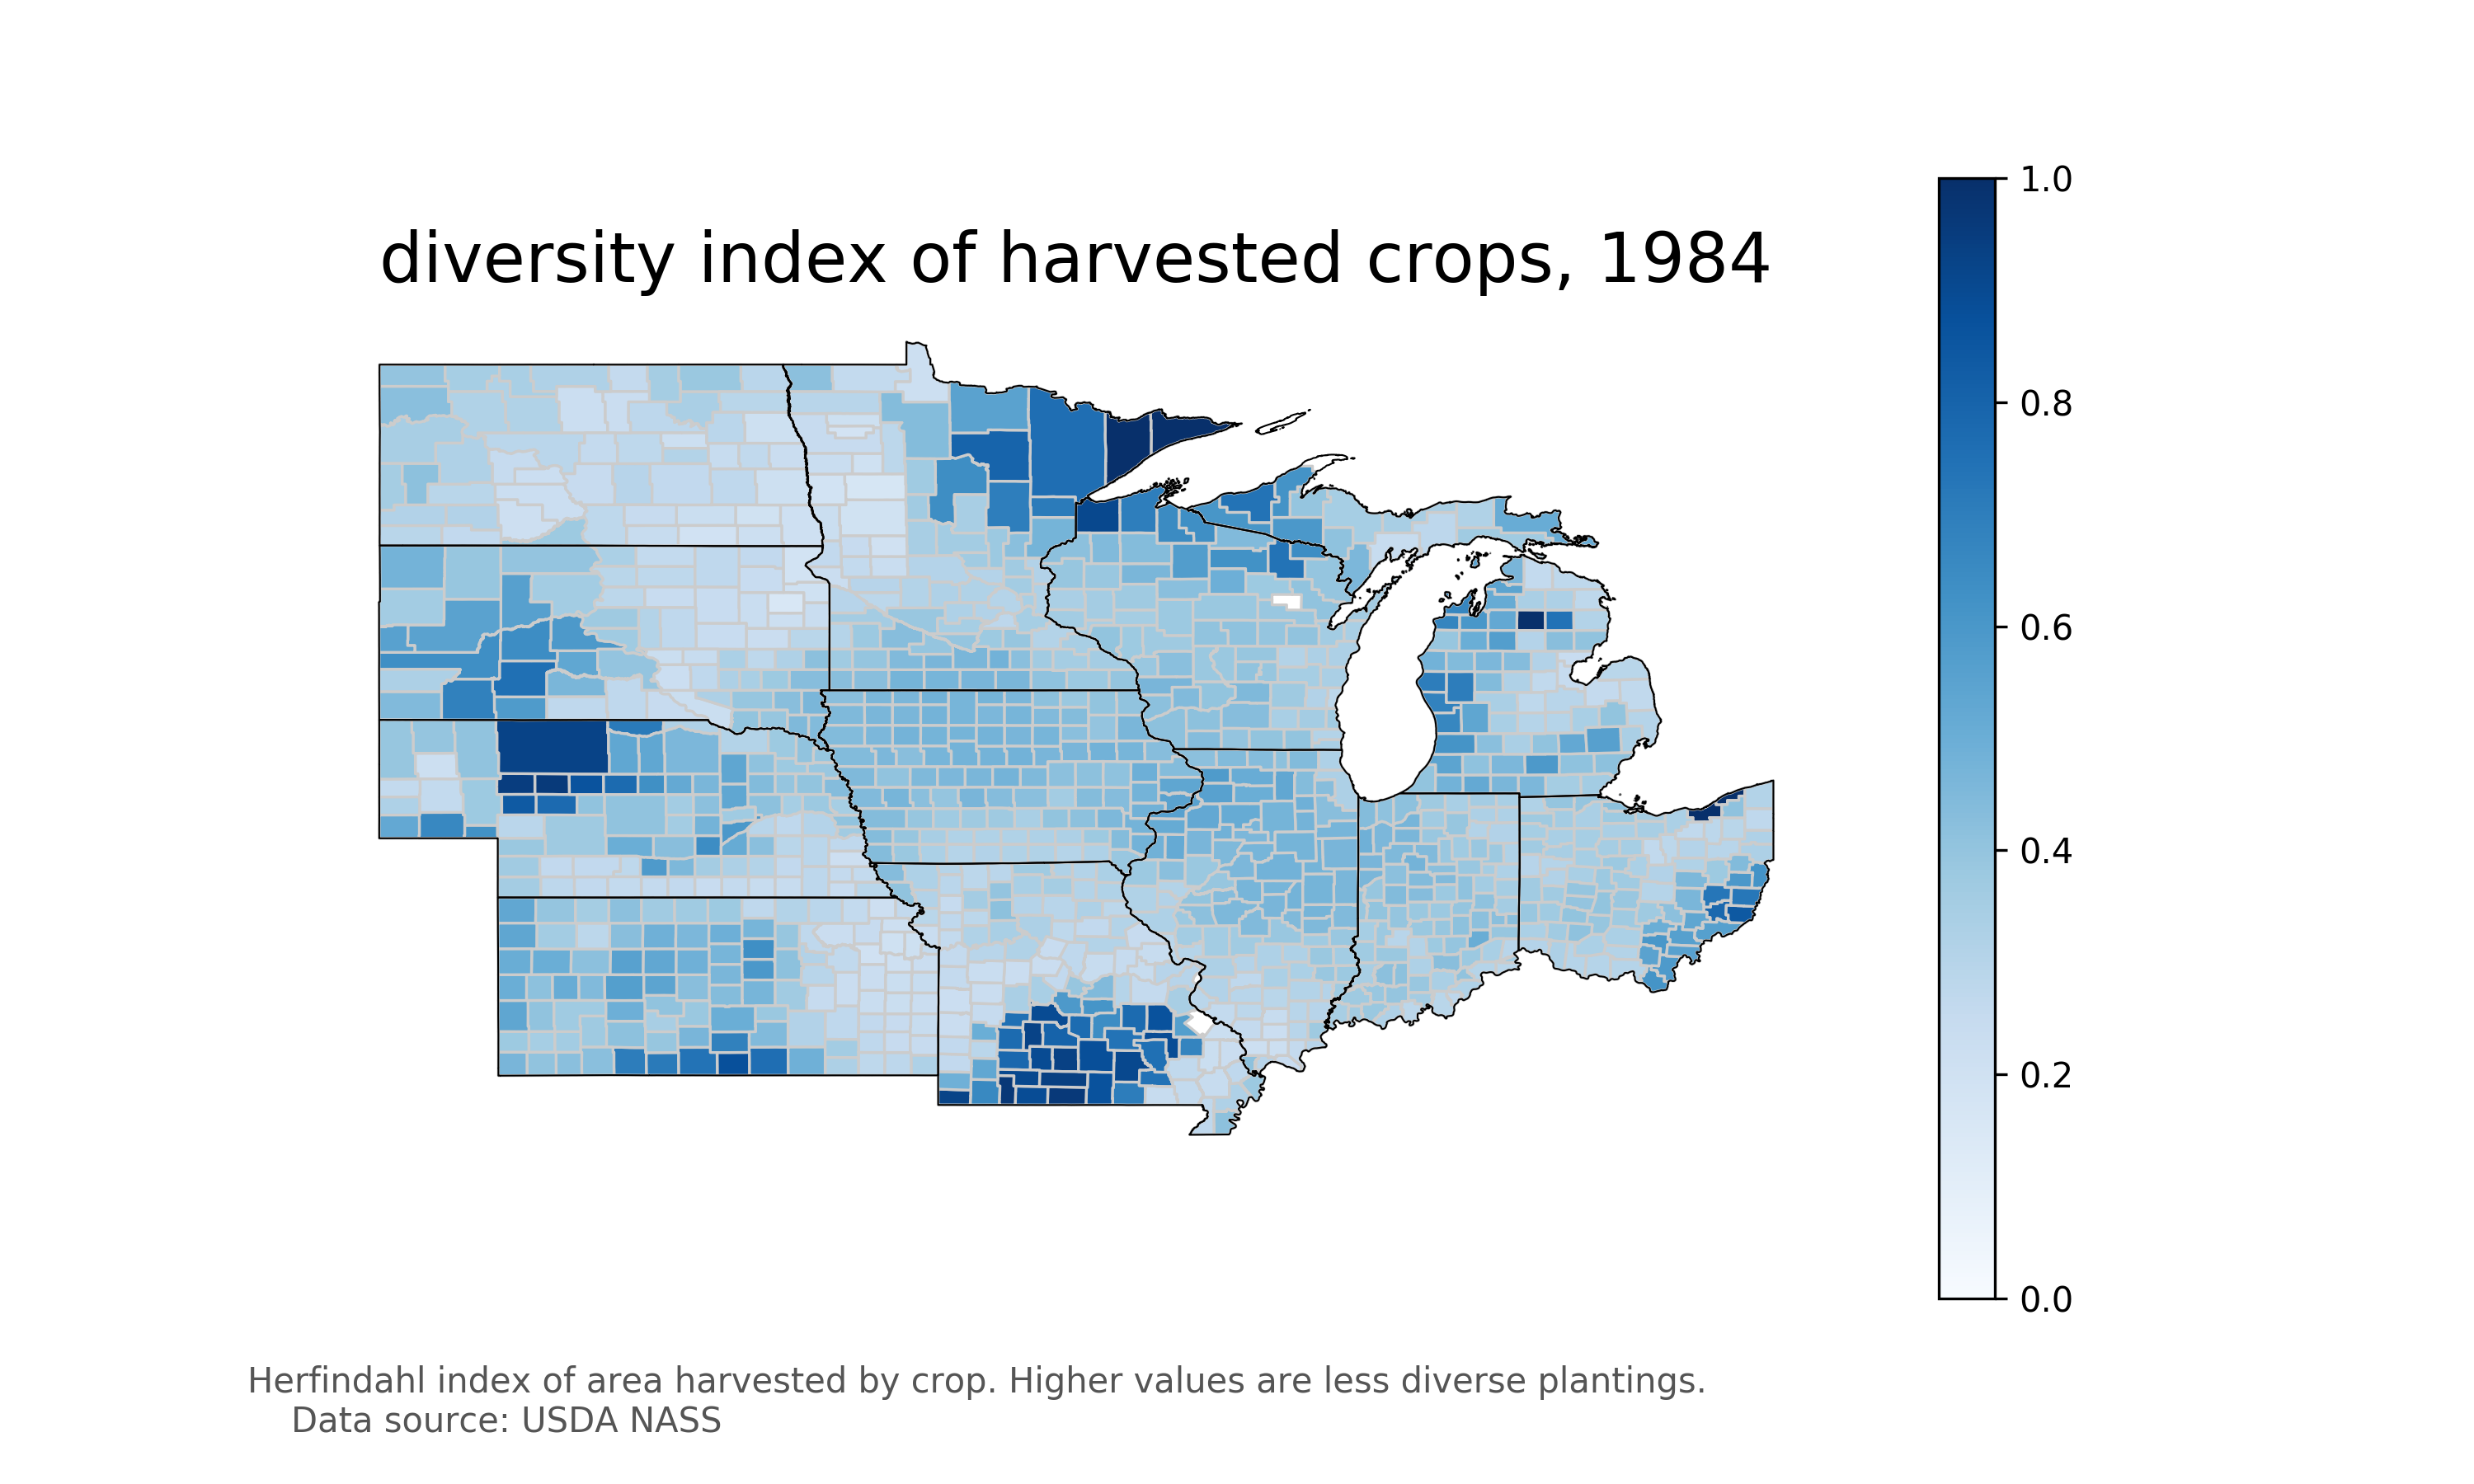 diversity index of harvested crops, 1984
1.0
0.8
0.6
0.4
0.2
0.0
Herfindahl index of area harvested by crop. Higher values are less diverse plantings.
Data source: USDA NASS